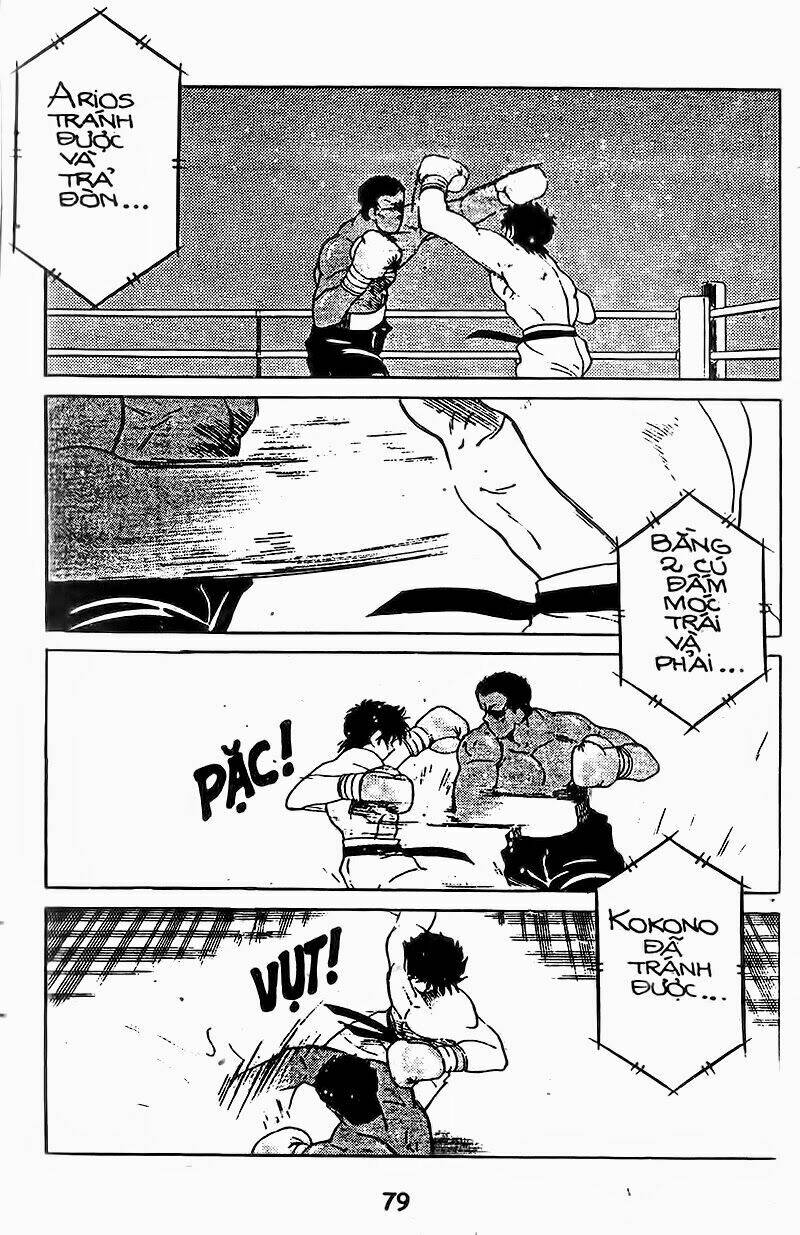 ARIOS
TRÁNH
ĐƯỢC
VÀ
TRẢ
ĐÒN...
BẰNG
2 CÚ
ĐẤM
MÓC
TRÁI
VÀ
PHẢI...
PẶC!
KOKONO
ĐÃ
TRÁNH
ĐƯỢC...
VỤT!
79